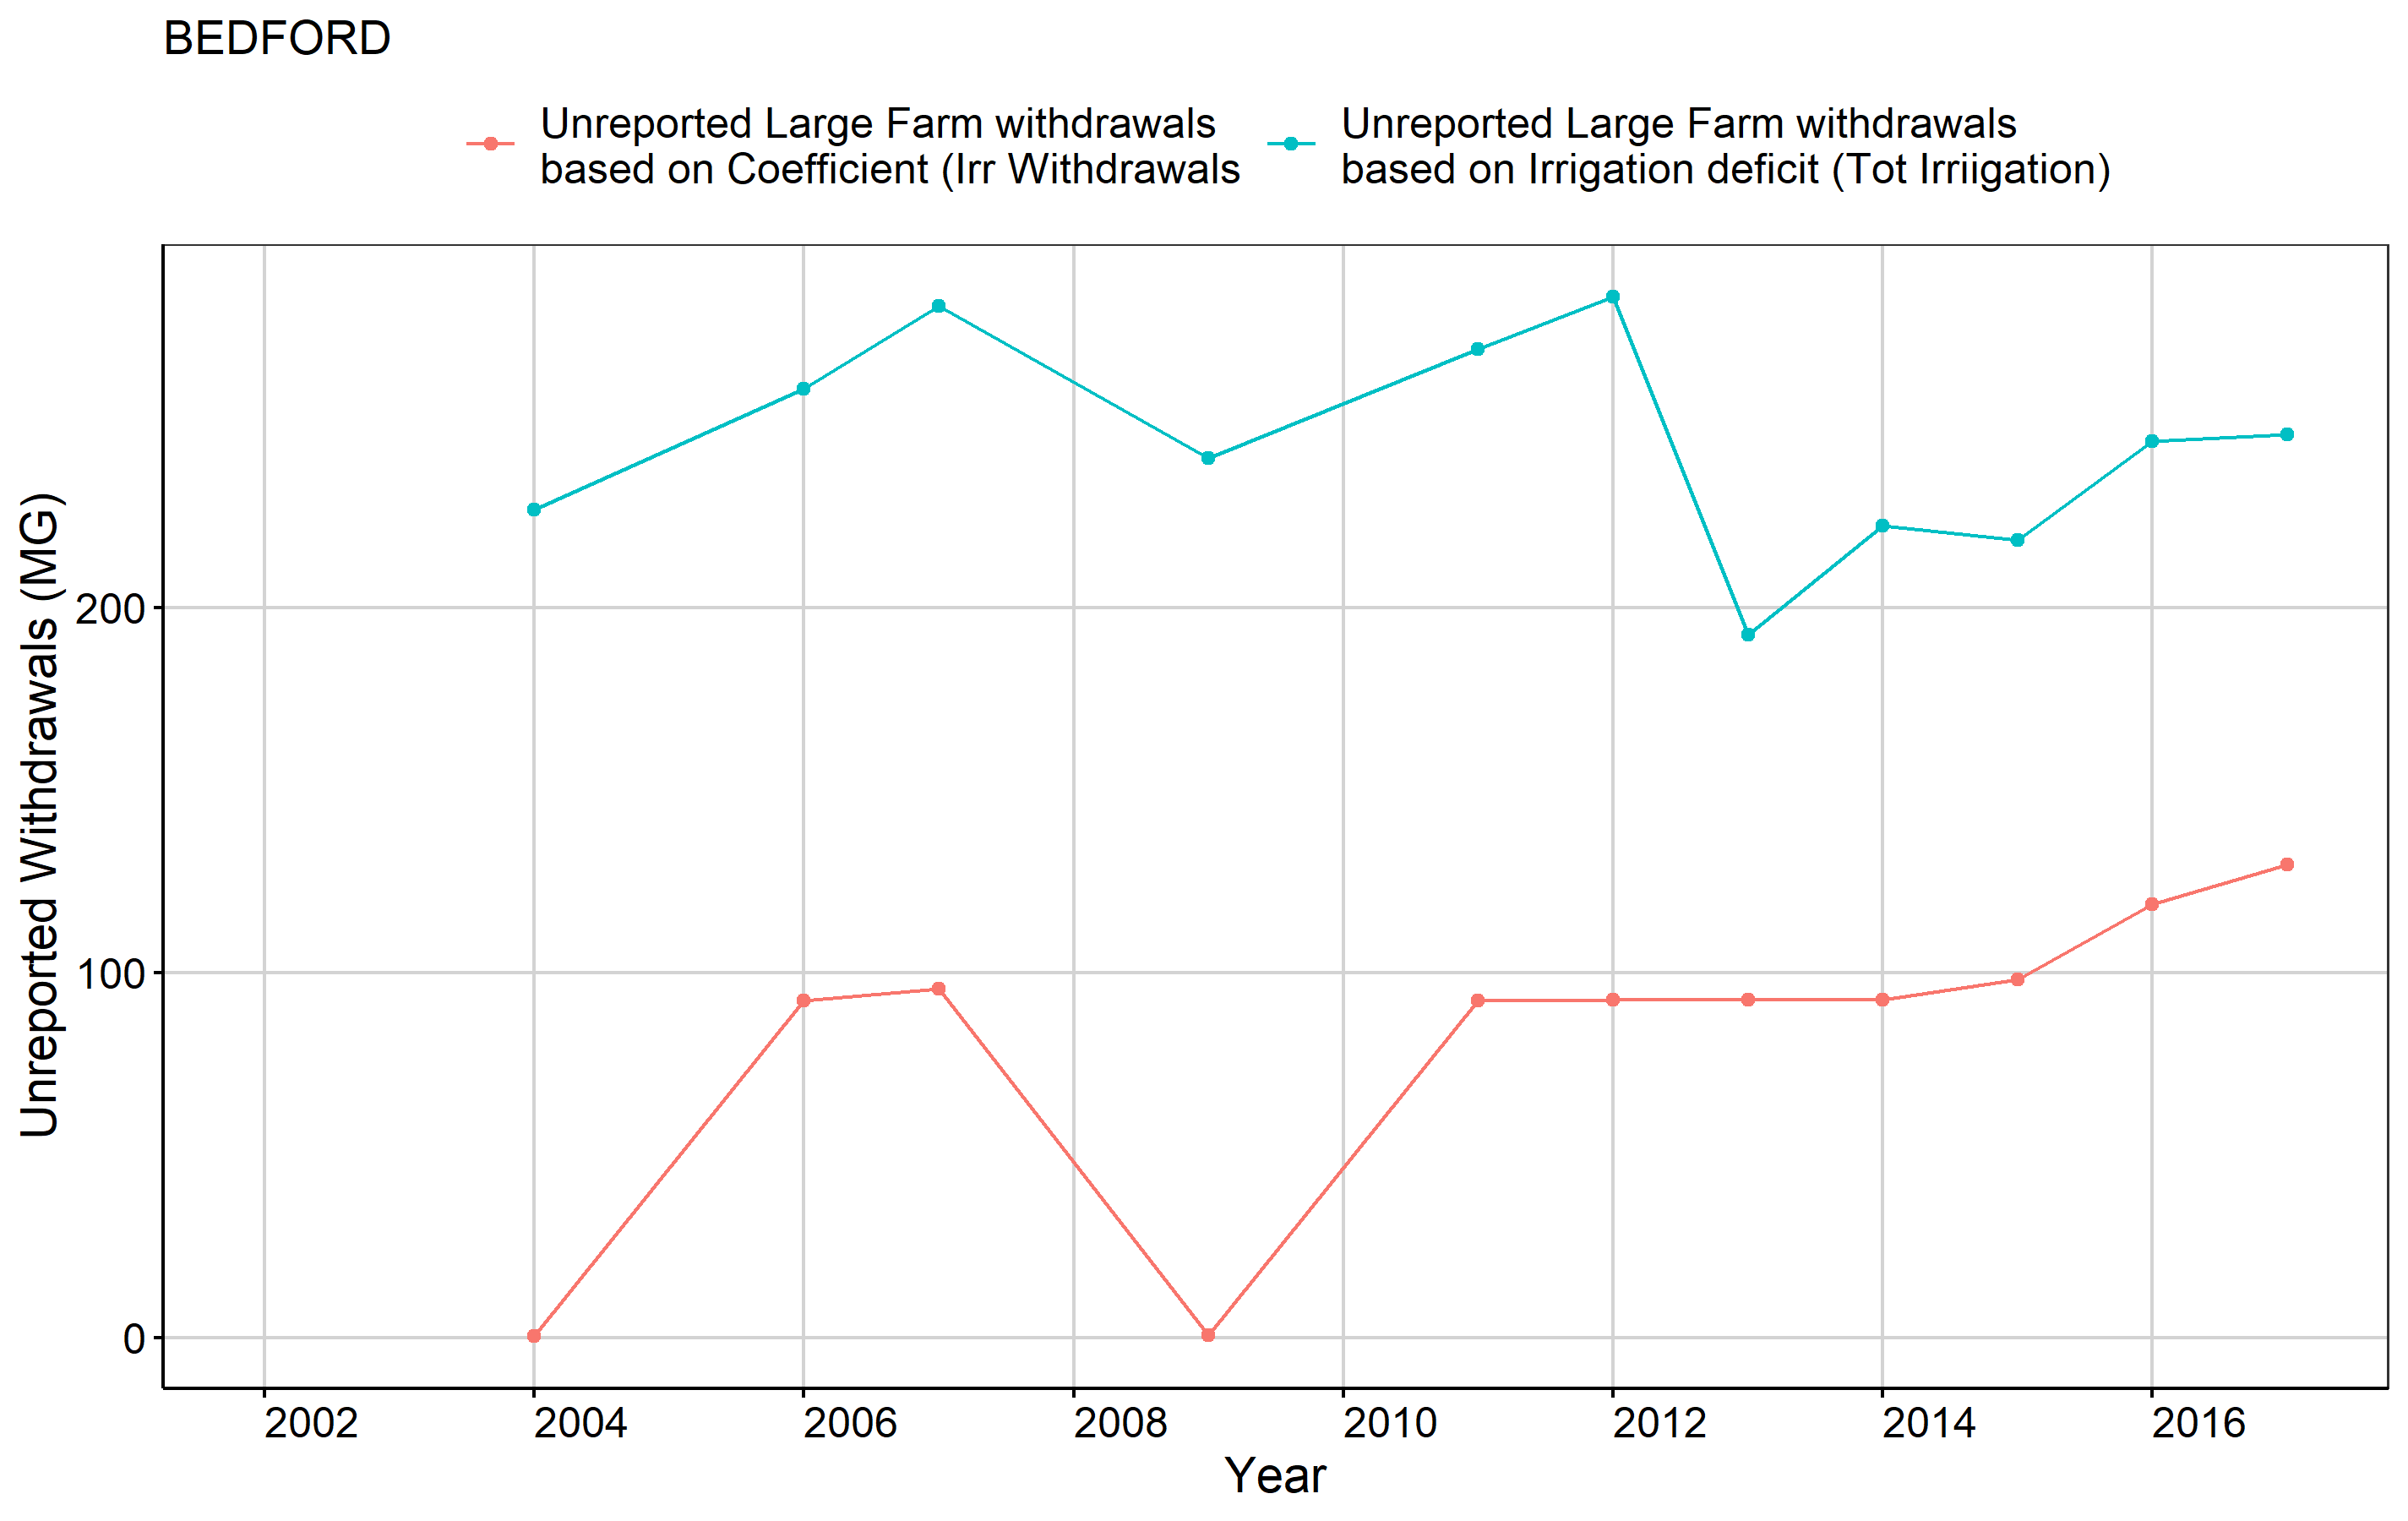 BEDFORD
Unreported Large Farm withdrawals
based on Coefficient (Irr Withdrawals
Unreported Large Farm withdrawals
based on Irrigation deficit (Tot Irriigation)
Unreported Withdrawals (MG)
200
100
0
2002 2004 2006 2008 2010 2012 2014 2016
Year